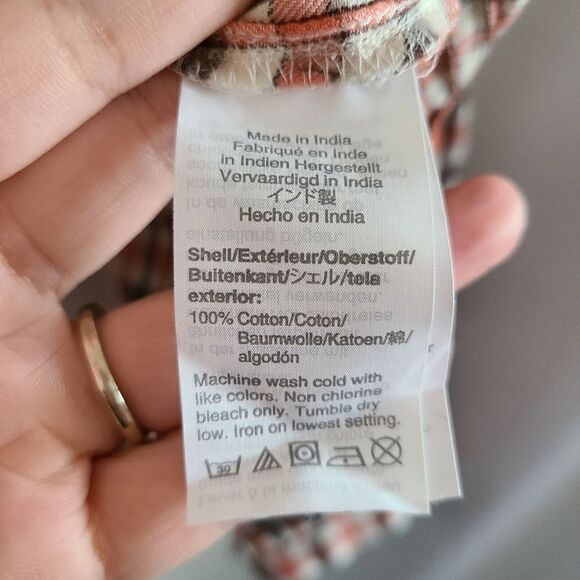 Made in India
Fabriqué en Inde
in Indien Hergestellt
Vervaardigd in India
インド製
Hecho en India
Shell/Extérieur/Oberstoff/
Buitenkant/シェル/tela
exterior:
100% Cotton/Coton/
Baumwolle/Katoen/綿/
algodón
Machine wash cold with
like colors. Non chlorine
bleach only. Tumble dry
low. Iron on lowest setting.
30